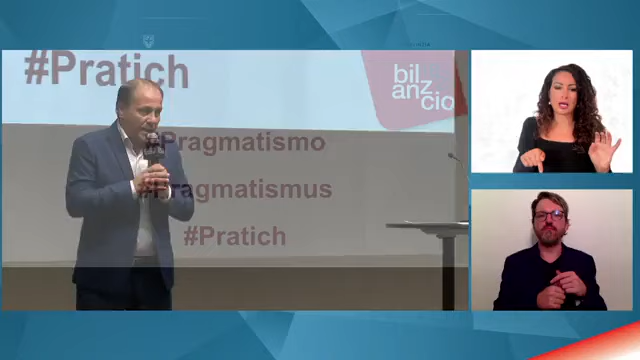 #Pratich
bil
anz
cio
#Pragmatismo
#Pragmatismus
#Pratich